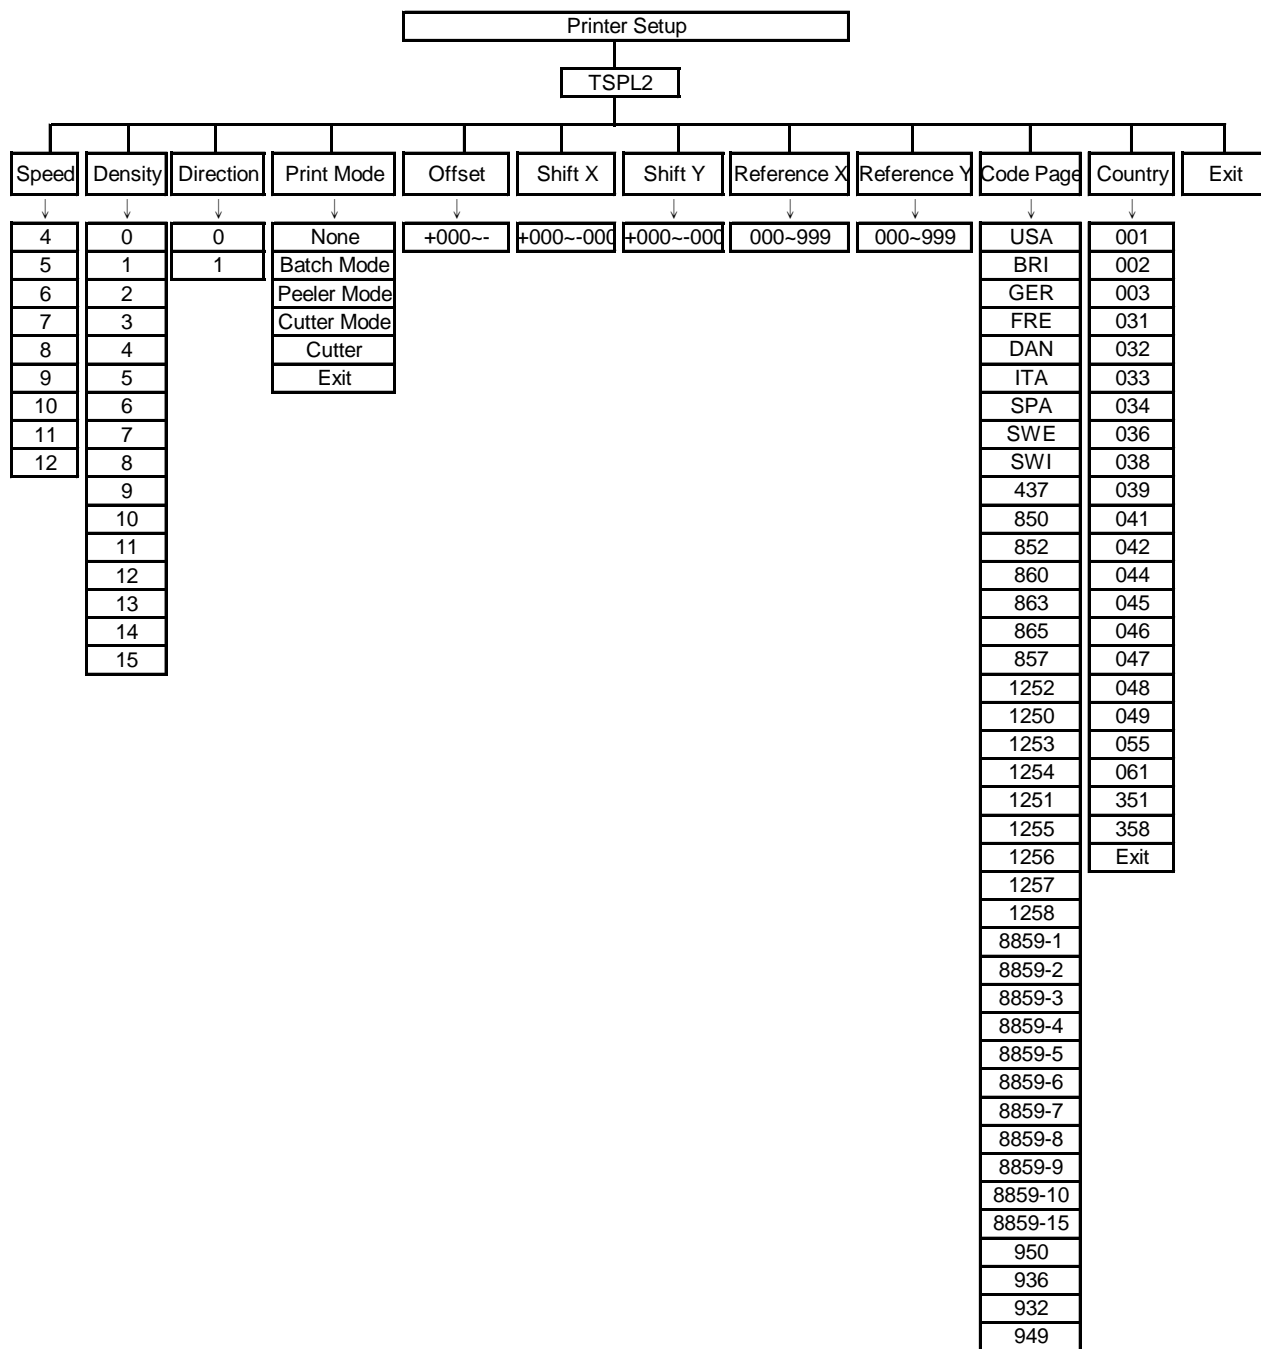 Printer Setup
TSPL2
Speed Density Direction Print Mode Offset Shift X Shift Y Reference X Reference Y Code Page Country Exit
4 0 0 None +000~- +000~-000 +000~-000 000~999 000~999 USA 001
5 1 1 Batch Mode BRI 002
6 2 Peeler Mode GER 003
7 3 Cutter Mode FRE 031
8 4 Cutter DAN 032
9 5 Exit ITA 033
10 6 SPA 034
11 7 SWE 036
12 8 SWI 038
9 437 039
10 850 041
11 852 042
12 860 044
13 863 045
14 865 046
15 857 047
1252 048
1250 049
1253 055
1254 061
1251 351
1255 358
1256 Exit
1257
1258
8859-1
8859-2
8859-3
8859-4
8859-5
8859-6
8859-7
8859-8
8859-9
8859-10
8859-15
950
936
932
949